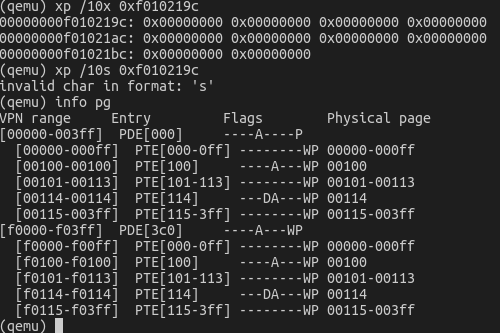 (qemu) xp /10x 0xf010219c
00000000f010219c: 0x00000000 0x00000000 0x00000000 0x00000000
00000000f01021ac: 0x00000000 0x00000000 0x00000000 0x00000000
00000000f01021bc: 0x00000000 0x00000000
(qemu) xp /10s 0xf010219c
invalid char in format: 's'
(qemu) info pg
VPN range     Entry         Flags        Physical page
[00000-003ff]  PDE[000]     ----A----P
  [00000-000ff]  PTE[000-0ff] --------WP 00000-000ff
  [00100-00100]  PTE[100]     ----A---WP 00100
  [00101-00113]  PTE[101-113] --------WP 00101-00113
  [00114-00114]  PTE[114]     ---DA---WP 00114
  [00115-003ff]  PTE[115-3ff] --------WP 00115-003ff
[f0000-f03ff]  PDE[3c0]     ----A---WP
  [f0000-f00ff]  PTE[000-0ff] --------WP 00000-000ff
  [f0100-f0100]  PTE[100]     ----A---WP 00100
  [f0101-f0113]  PTE[101-113] --------WP 00101-00113
  [f0114-f0114]  PTE[114]     ---DA---WP 00114
  [f0115-f03ff]  PTE[115-3ff] --------WP 00115-003ff
(qemu)